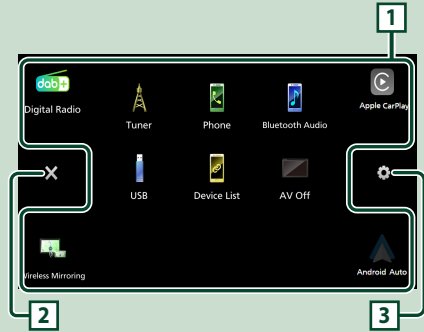 1
dab+
Digital Radio
Tuner
Phone
Bluetooth Audio
Apple CarPlay
USB
Device List
AV Off
Wireless Mirroring
Android Auto
2
3